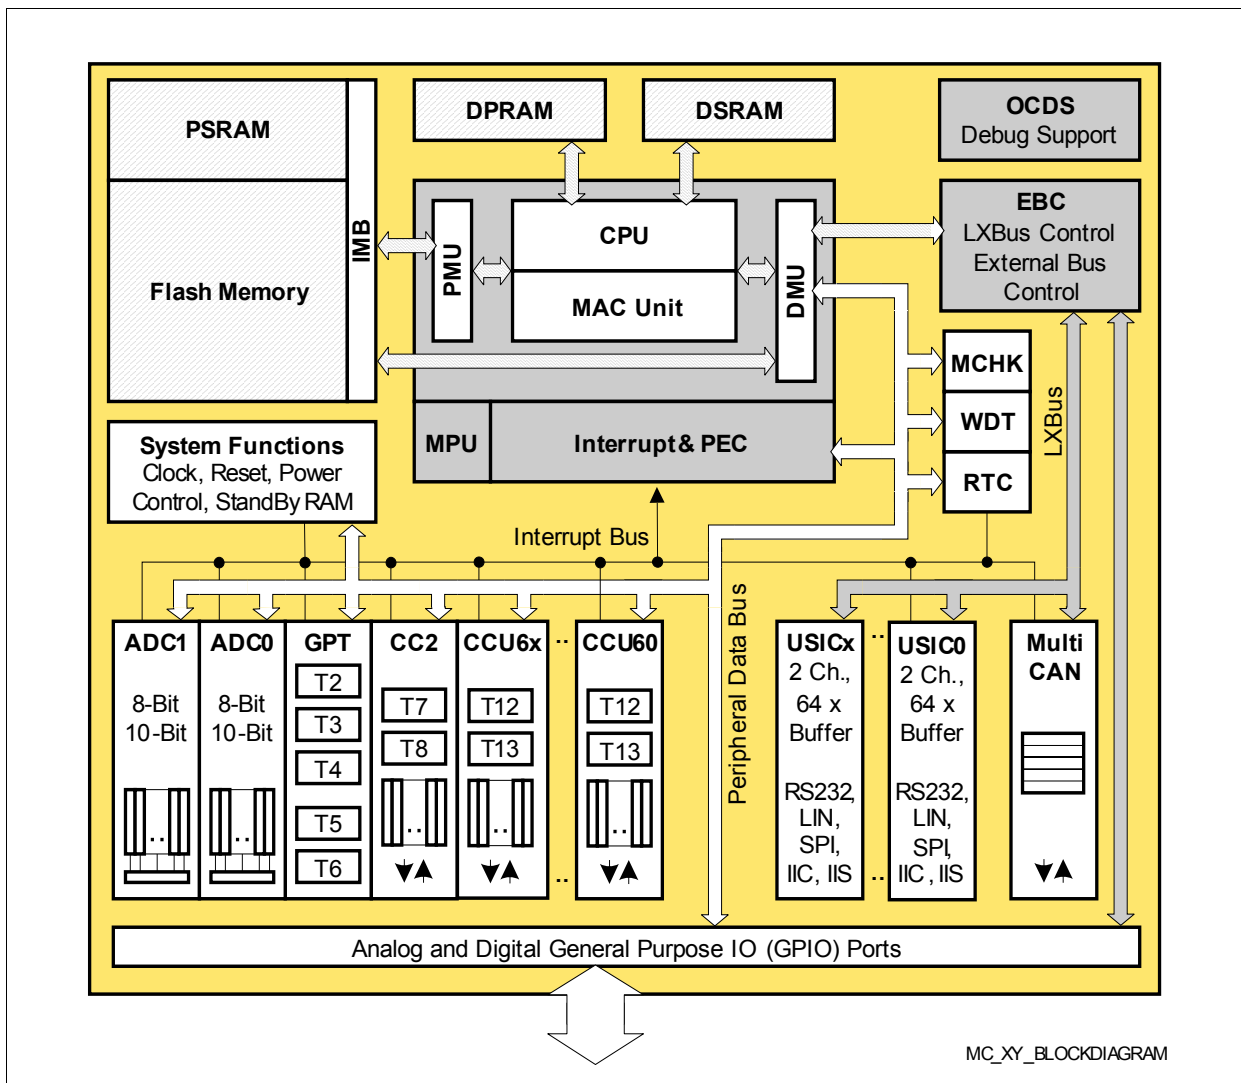 PSRAM
Flash Memory
IMB
DPRAM
DSRAM
OCDS
Debug Support
PMU
CPU
MAC Unit
DMU
EBC
LXBus Control
External Bus
Control
MPU
Interrupt & PEC
MCHK
WDT
RTC
LXBus
System Functions
Clock, Reset, Power
Control, StandBy RAM
Interrupt Bus
Peripheral Data Bus
ADC1
8-Bit
10-Bit
..
ADC0
8-Bit
10-Bit
..
GPT
T2
T3
T4
T5
T6
CC2
T7
T8
..
CCU6x
T12
T13
..
..
..
CCU60
T12
T13
..
USICx
2 Ch.,
64 x
Buffer
RS232,
LIN,
SPI,
IIC, IIS
..
..
USIC0
2 Ch.,
64 x
Buffer
RS232,
LIN,
SPI,
IIC, IIS
Multi
CAN
Analog and Digital General Purpose IO (GPIO) Ports
MC_XY_BLOCKDIAGRAM